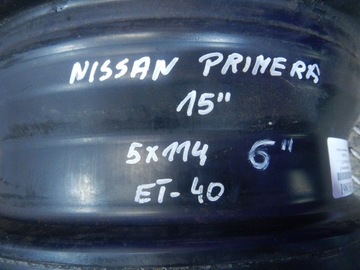 NISSAN PRIMERA
15"
5x114 6"
ET-40